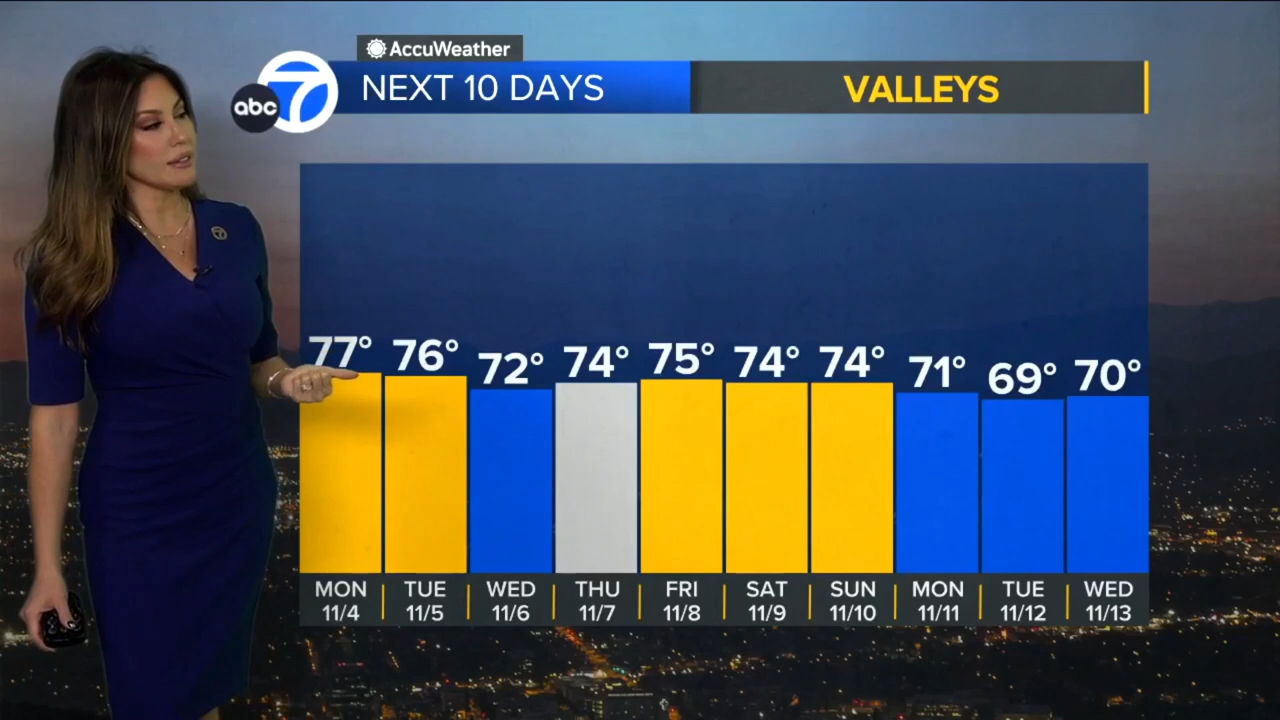 AccuWeather
abc 7
NEXT 10 DAYS
VALLEYS
77° 76° 72° 74° 75° 74° 74° 71° 69° 70°
MON TUE WED THU FRI SAT SUN MON TUE WED
11/4 11/5 11/6 11/7 11/8 11/9 11/10 11/11 11/12 11/13